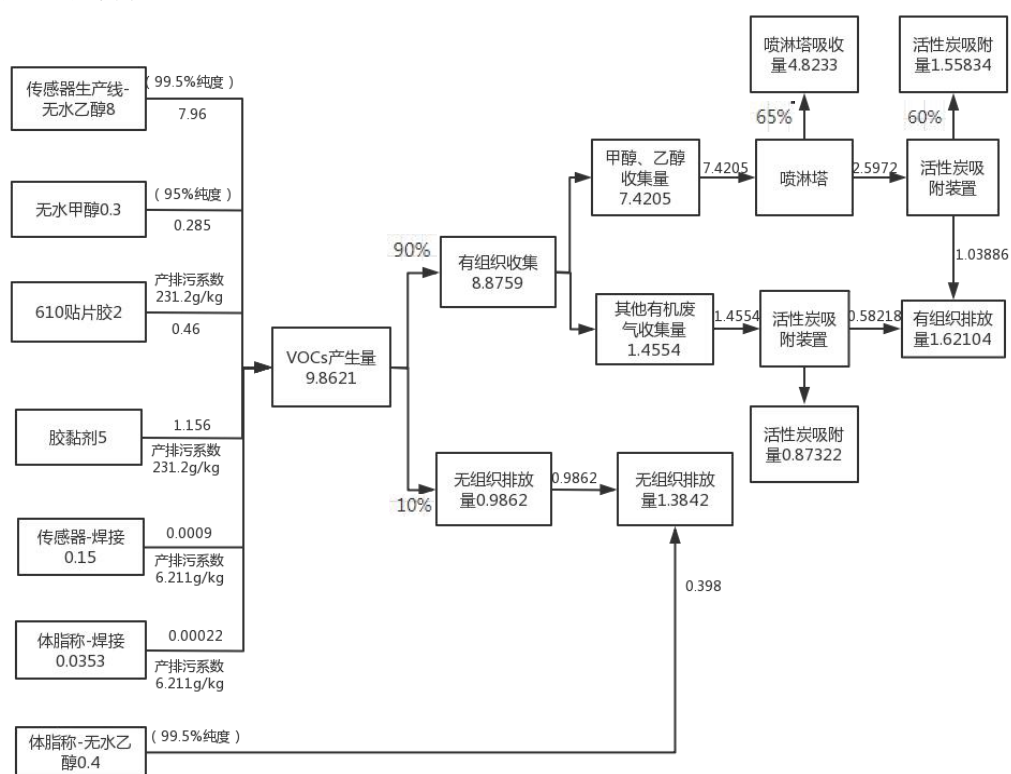 传感器生产线-
无水乙醇8
（99.5%纯度）
7.96
无水甲醇0.3
（95%纯度）
0.285
610贴片胶2
产排污系数
231.2g/kg
0.46
胶黏剂5
1.156
产排污系数
231.2g/kg
传感器-焊接
0.15
0.0009
产排污系数
6.211g/kg
体脂称-焊接
0.0353
0.00022
产排污系数
6.211g/kg
体脂称-无水乙
醇0.4
（99.5%纯度）
VOCs产生量
9.8621
90%
10%
有组织收集
8.8759
无组织排放
量0.9862
0.9862
无组织排放
量1.3842
0.398
甲醇、乙醇
收集量
7.4205
7.4205
喷淋塔
65%
喷淋塔吸收
量4.8233
2.5972
活性炭吸
附装置
60%
活性炭吸附
量1.55834
1.03886
其他有机废
气收集量
1.4554
1.4554
活性炭吸
附装置
0.58218
有组织排放
量1.62104
活性炭吸附
量0.87322